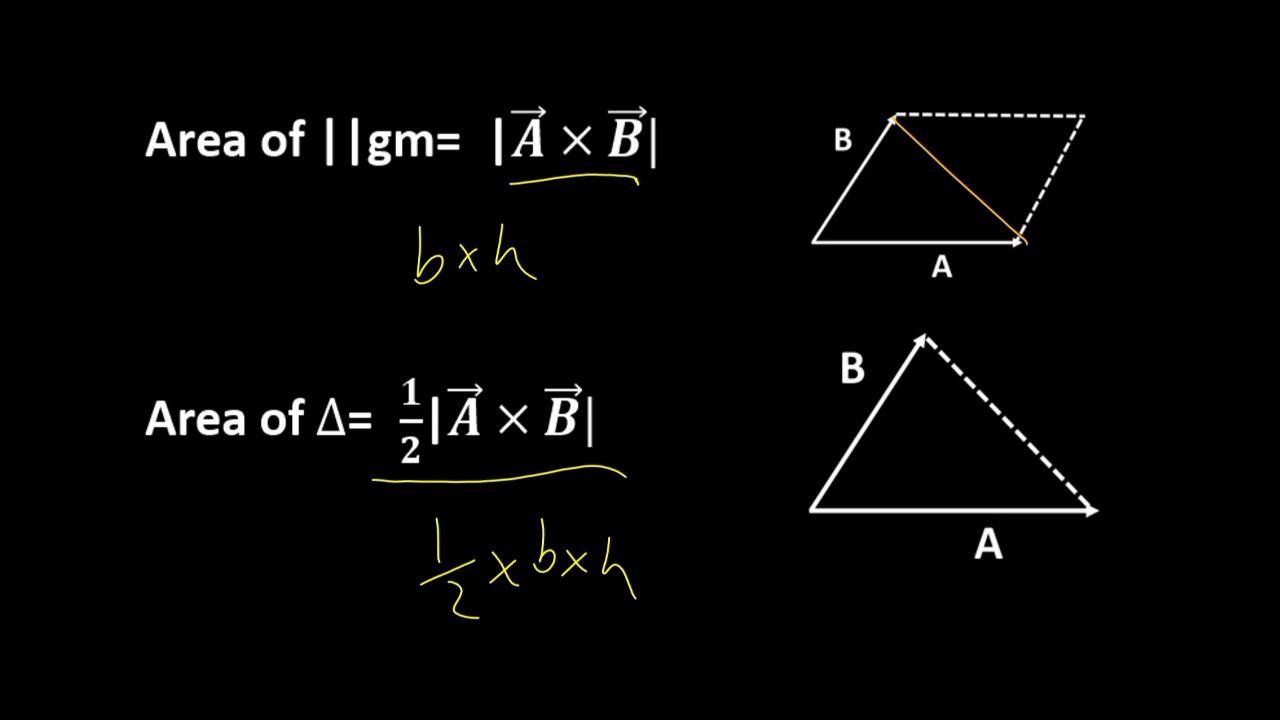 Area of ||gm= |A⃗ × B⃗|
b×h
B
A
Area of Δ= 1/2|A⃗ × B⃗|
1/2 × b × h
B
A